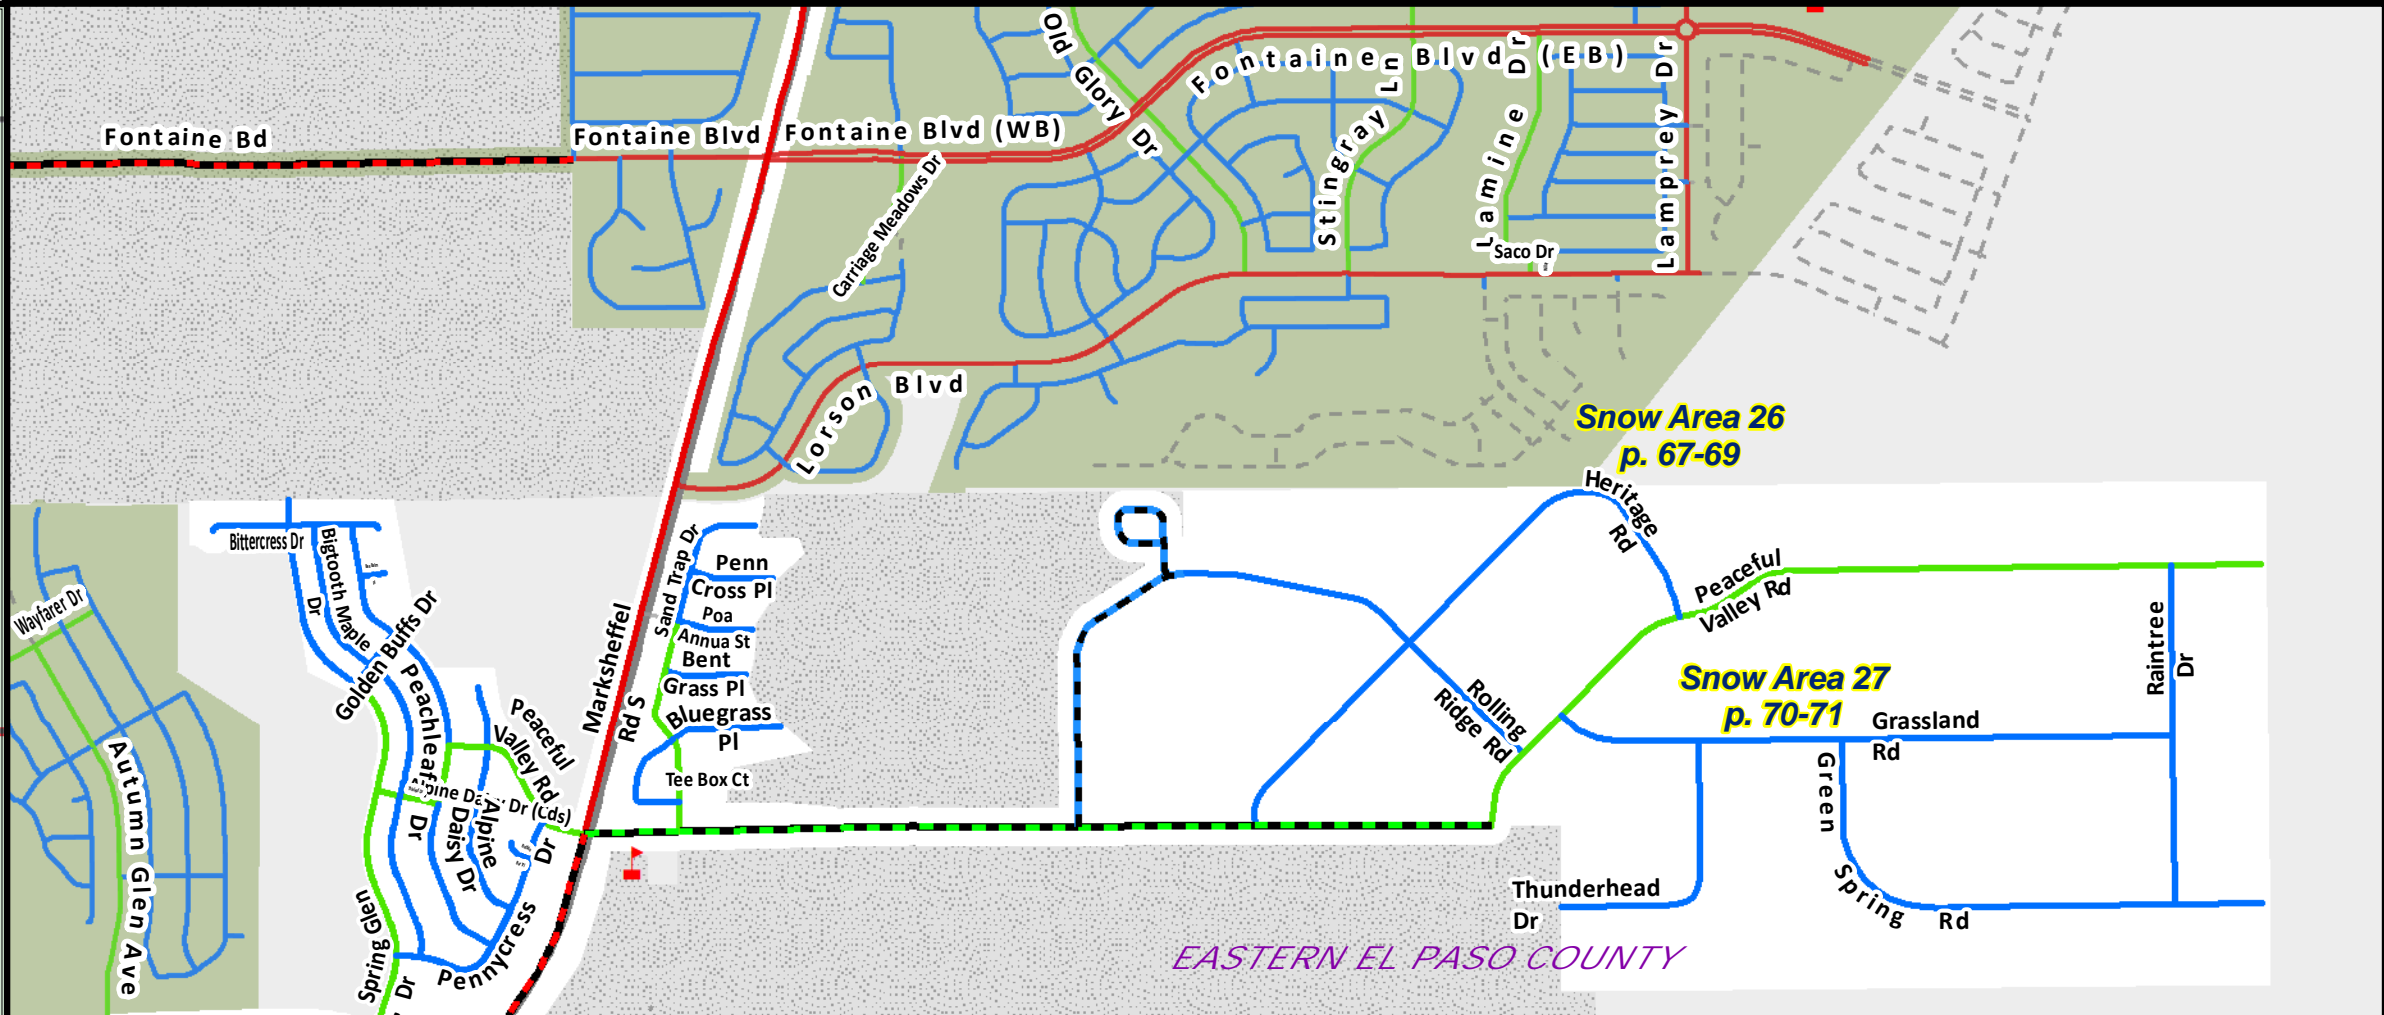 Old Glory Dr
Fontaine Blvd (EB)
Fontaine Bd
Fontaine Blvd
Fontaine Blvd (WB)
Carriage Meadows Dr
Stingray Ln
Lamine Dr
Lamprey Dr
Saco Dr
Lorson Blvd
Snow Area 26
p. 67-69
Heritage
Rd
Bittercress Dr
Bigtooth Maple
Dr
Wayfarer Dr
Golden Buffs Dr
Peachleaf
Dr
Sand Trap Dr
Penn
Cross Pl
Poa
Annua St
Bent
Grass Pl
Bluegrass
Pl
Tee Box Ct
Marksheffel
Rd S
Peaceful
Valley Rd
Peaceful
Valley Rd
Rolling
Ridge Rd
Snow Area 27
p. 70-71
Grassland
Rd
Raintree
Dr
Green Spring Rd
Autumn Glen Ave
Dr (Cds)
Alpine
Daisy Dr
Spring Glen
Dr
Pennycress
Dr
Thunderhead
Dr
EASTERN EL PASO COUNTY